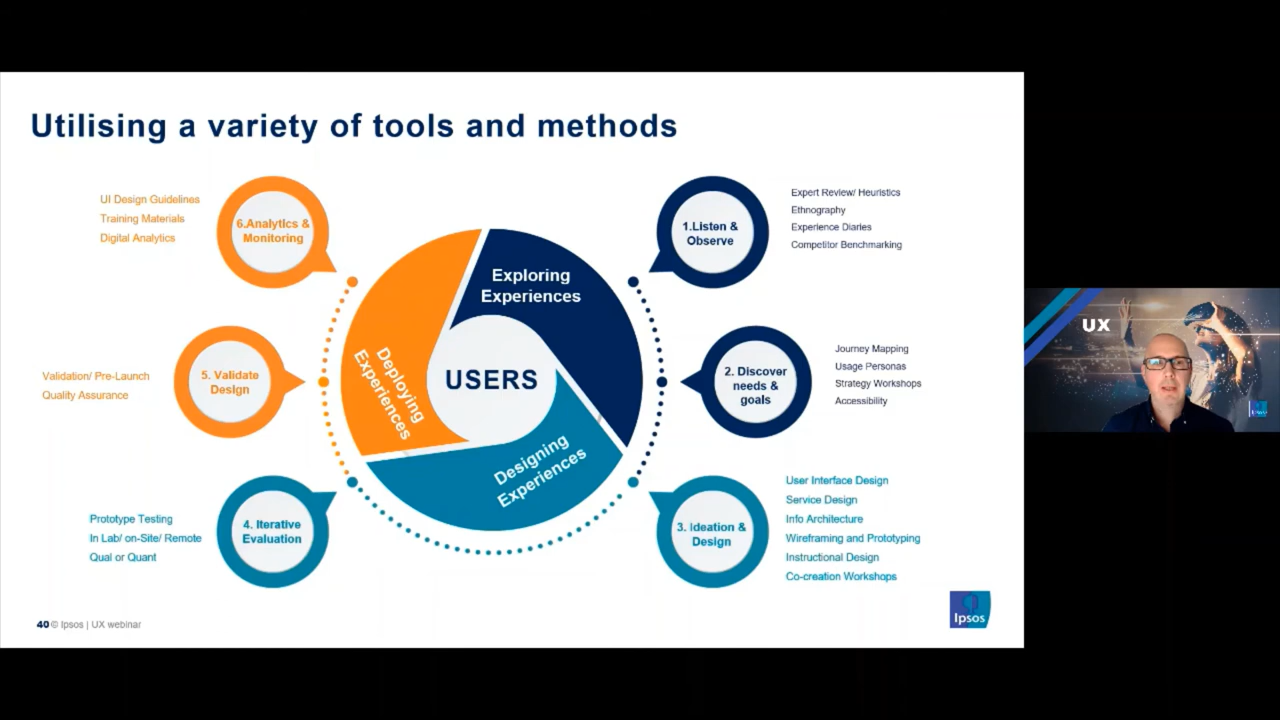 Utilising a variety of tools and methods
UI Design Guidelines
Training Materials
Digital Analytics
6.Analytics &
Monitoring
1.Listen &
Observe
Expert Review/ Heuristics
Ethnography
Experience Diaries
Competitor Benchmarking
Exploring
Experiences
Deploying
Experiences
USERS
Designing
Experiences
Validation/ Pre-Launch
Quality Assurance
5. Validate
Design
2. Discover
needs &
goals
Journey Mapping
Usage Personas
Strategy Workshops
Accessibility
Prototype Testing
In Lab/ on-Site/ Remote
Qual or Quant
4. Iterative
Evaluation
3. Ideation &
Design
User Interface Design
Service Design
Info Architecture
Wireframing and Prototyping
Instructional Design
Co-creation Workshops
40 © Ipsos | UX webinar
Ipsos
UX